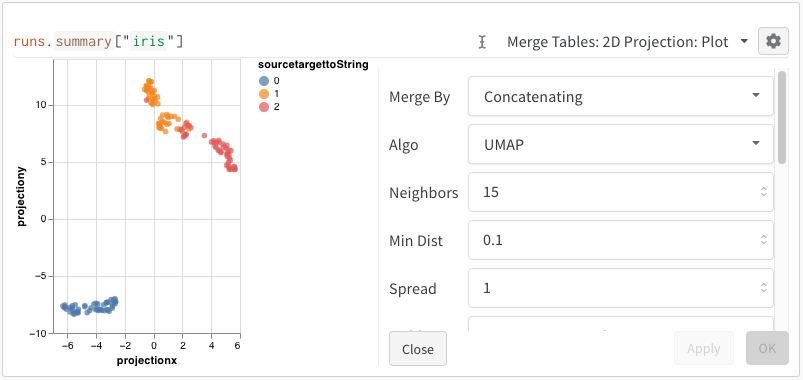 runs.summary["iris"]
Merge Tables: 2D Projection: Plot
sourcetargettoString
0
1
2
10
5
0
−5
−10
projectiony
−6 −4 −2 0 2 4 6
projectionx
Merge By Concatenating
Algo UMAP
Neighbors 15
Min Dist 0.1
Spread 1
Close Apply OK